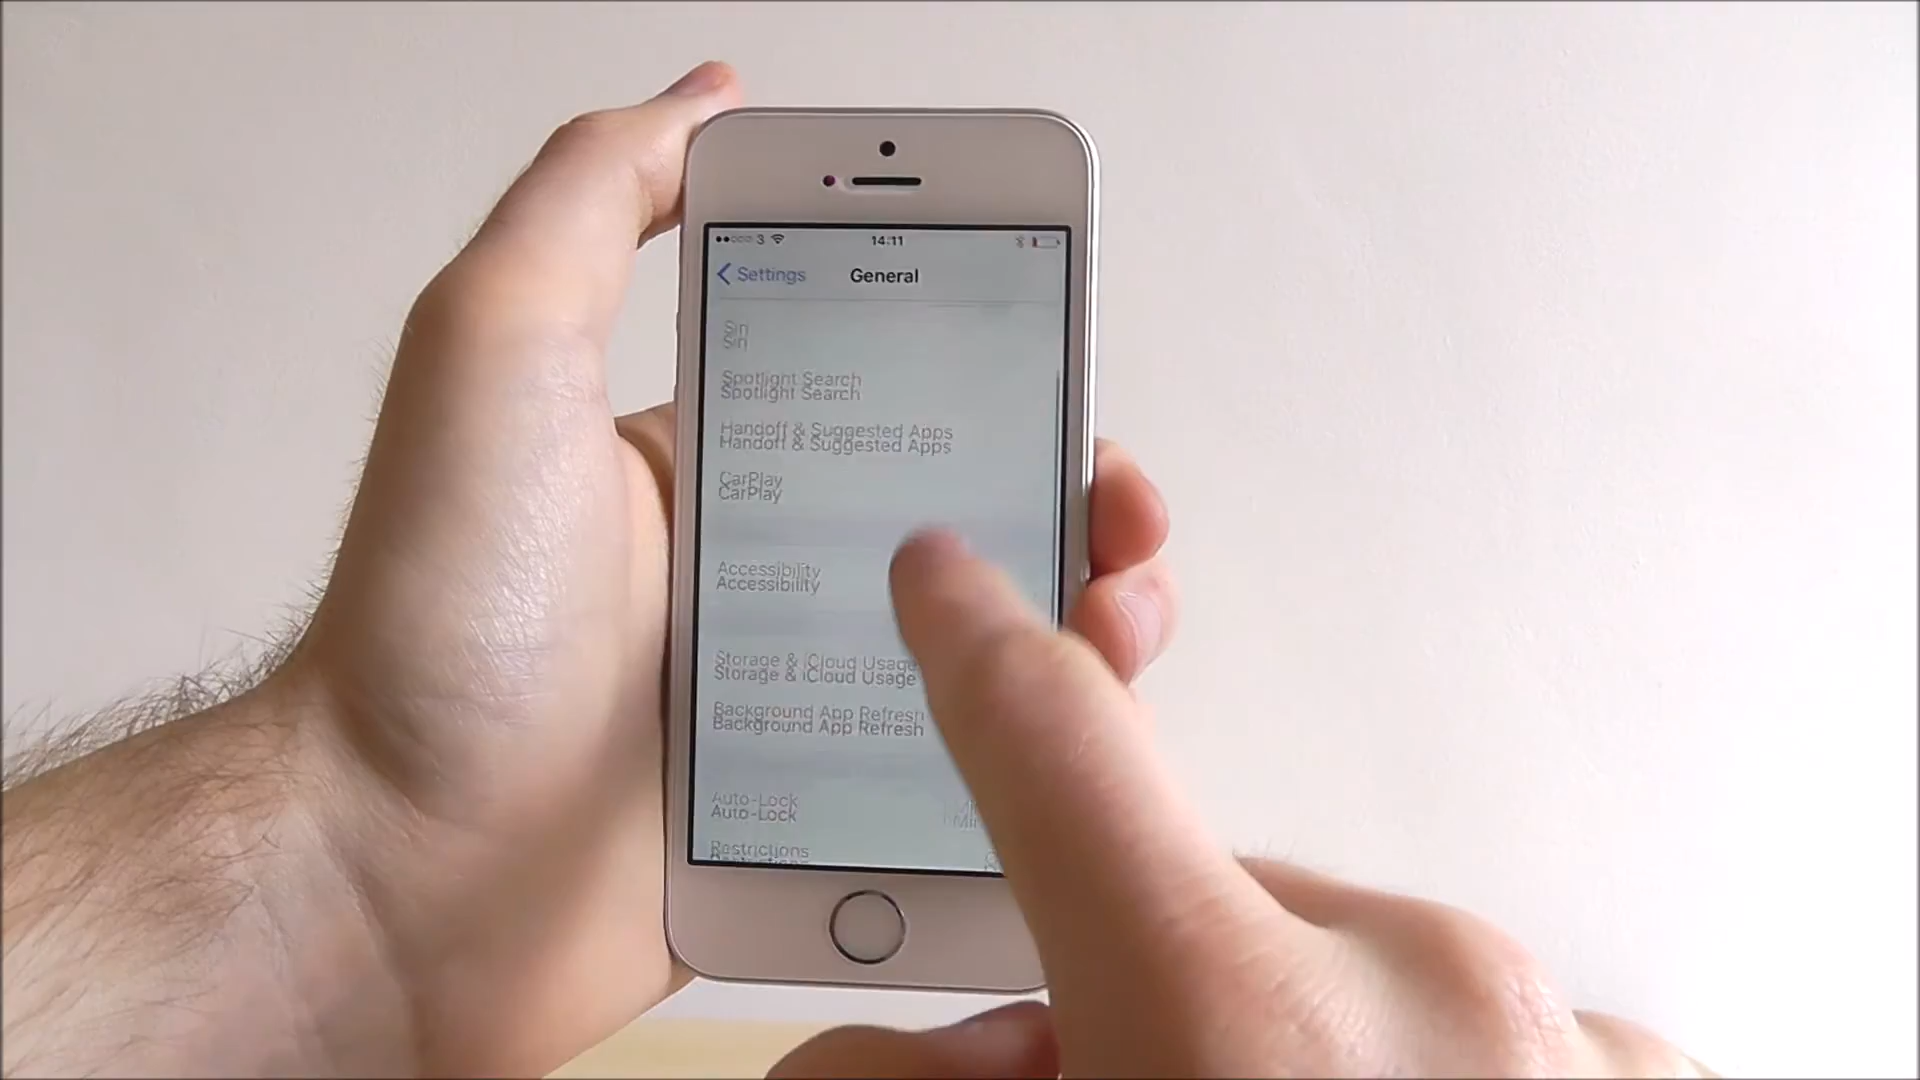 3 14:11
Settings General
Siri
Spotlight Search
Handoff & Suggested Apps
CarPlay
Accessibility
Storage & iCloud Usage
Background App Refresh
Auto-Lock
Restrictions